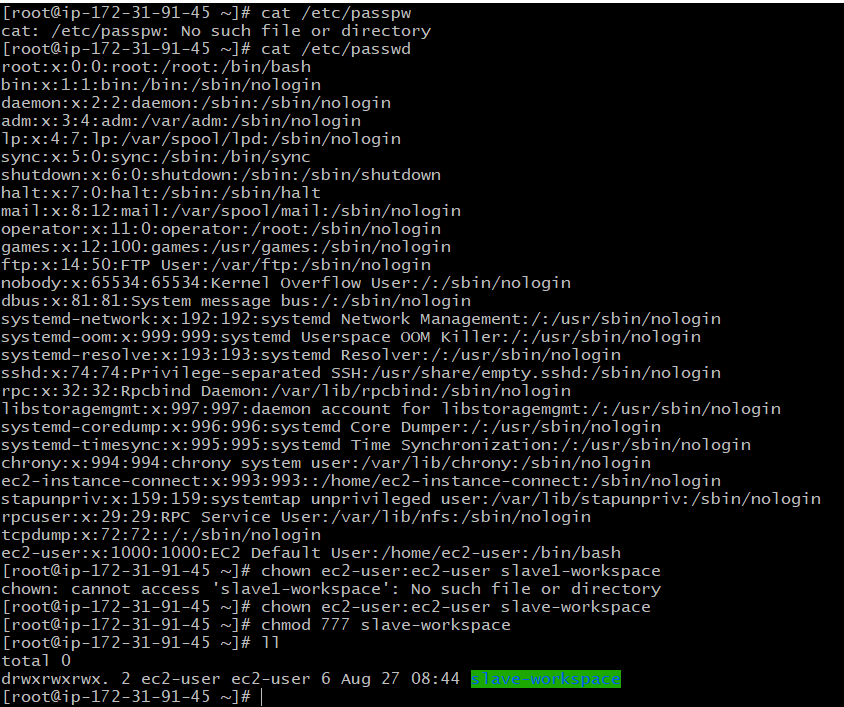 [root@ip-172-31-91-45 ~]# cat /etc/passpw
cat: /etc/passpw: No such file or directory
[root@ip-172-31-91-45 ~]# cat /etc/passwd
root:x:0:0:root:/root:/bin/bash
bin:x:1:1:bin:/bin:/sbin/nologin
daemon:x:2:2:daemon:/sbin:/sbin/nologin
adm:x:3:4:adm:/var/adm:/sbin/nologin
lp:x:4:7:lp:/var/spool/lpd:/sbin/nologin
sync:x:5:0:sync:/sbin:/bin/sync
shutdown:x:6:0:shutdown:/sbin:/sbin/shutdown
halt:x:7:0:halt:/sbin:/sbin/halt
mail:x:8:12:mail:/var/spool/mail:/sbin/nologin
operator:x:11:0:operator:/root:/sbin/nologin
games:x:12:100:games:/usr/games:/sbin/nologin
ftp:x:14:50:FTP User:/var/ftp:/sbin/nologin
nobody:x:65534:65534:Kernel Overflow User:/:/sbin/nologin
dbus:x:81:81:System message bus:/:/sbin/nologin
systemd-network:x:192:192:systemd Network Management:/:/usr/sbin/nologin
systemd-oom:x:999:999:systemd Userspace OOM Killer:/:/usr/sbin/nologin
systemd-resolve:x:193:193:systemd Resolver:/:/usr/sbin/nologin
sshd:x:74:74:Privilege-separated SSH:/usr/share/empty.sshd:/sbin/nologin
rpc:x:32:32:Rpcbind Daemon:/var/lib/rpcbind:/sbin/nologin
libstoragemgmt:x:997:997:daemon account for libstoragemgmt:/:/usr/sbin/nologin
systemd-coredump:x:996:996:systemd Core Dumper:/:/usr/sbin/nologin
systemd-timesync:x:995:995:systemd Time Synchronization:/:/usr/sbin/nologin
chrony:x:994:994:chrony system user:/var/lib/chrony:/sbin/nologin
ec2-instance-connect:x:993:993::/home/ec2-instance-connect:/sbin/nologin
stapunpriv:x:159:159:systemtap unprivileged user:/var/lib/stapunpriv:/sbin/nologin
rpcuser:x:29:29:RPC Service User:/var/lib/nfs:/sbin/nologin
tcpdump:x:72:72::/:/sbin/nologin
ec2-user:x:1000:1000:EC2 Default User:/home/ec2-user:/bin/bash
[root@ip-172-31-91-45 ~]# chown ec2-user:ec2-user slave1-workspace
chown: cannot access 'slave1-workspace': No such file or directory
[root@ip-172-31-91-45 ~]# chown ec2-user:ec2-user slave-workspace
[root@ip-172-31-91-45 ~]# chmod 777 slave-workspace
[root@ip-172-31-91-45 ~]# ll
total 0
drwxrwxrwx. 2 ec2-user ec2-user 6 Aug 27 08:44 slave-workspace
[root@ip-172-31-91-45 ~]#